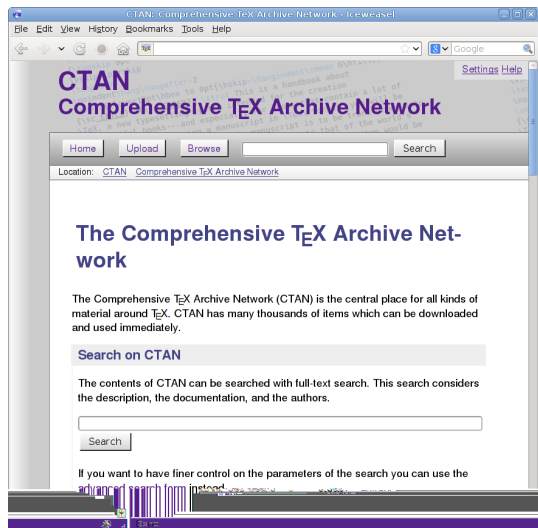 CTAN: Comprehensive TeX Archive Network - Iceweasel
File Edit View History Bookmarks Tools Help
Google
Settings Help
CTAN
Comprehensive TEX Archive Network
Home Upload Browse Search
Location: CTAN Comprehensive TEX Archive Network
The Comprehensive TEX Archive Net-
work
The Comprehensive TEX Archive Network (CTAN) is the central place for all kinds of
material around TEX. CTAN has many thousands of items which can be downloaded
and used immediately.
Search on CTAN
The contents of CTAN can be searched with full-text search. This search considers
the description, the documentation, and the authors.
Search
If you want to have finer control on the parameters of the search you can use the
advanced search form instead.